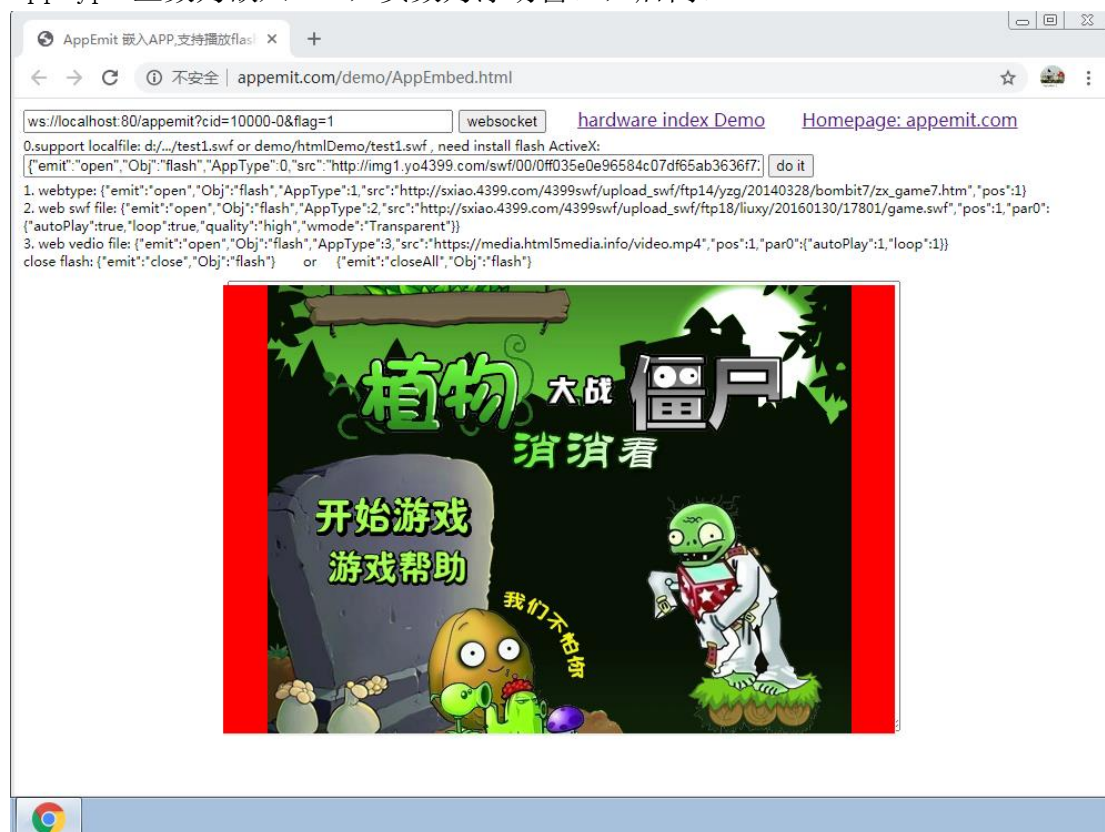 AppEmit 嵌入APP,支持播放flas
不安全 | appemit.com/demo/AppEmbed.html
ws://localhost:80/appemit?cid=10000-0&flag=1 websocket hardware index Demo Homepage: appemit.com
0.support localfile: d:/.../test1.swf or demo/htmlDemo/test1.swf , need install flash ActiveX:
{"emit":"open","Obj":"flash","AppType":0,"src":"http://img1.yo4399.com/swf/00/0ff035e0e96584c07df65ab3636f7: do it
1. webtype: {"emit":"open","Obj":"flash","AppType":1,"src":"http://sxiao.4399.com/4399swf/upload_swf/ftp14/yzg/20140328/bombit7/zx_game7.htm","pos":1}
2. web swf file: {"emit":"open","Obj":"flash","AppType":2,"src":"http://sxiao.4399.com/4399swf/upload_swf/ftp18/liuxy/20160130/17801/game.swf","pos":1,"par0":
{"autoPlay":true,"loop":true,"quality":"high","wmode":"Transparent"}}
3. web vedio file: {"emit":"open","Obj":"flash","AppType":3,"src":"https://media.html5media.info/video.mp4","pos":1,"par0":{"autoPlay":1,"loop":1}}
close flash: {"emit":"close","Obj":"flash"} or {"emit":"closeAll","Obj":"flash"}
植物大战僵尸
消消看
开始游戏
游戏帮助
我们不怕你